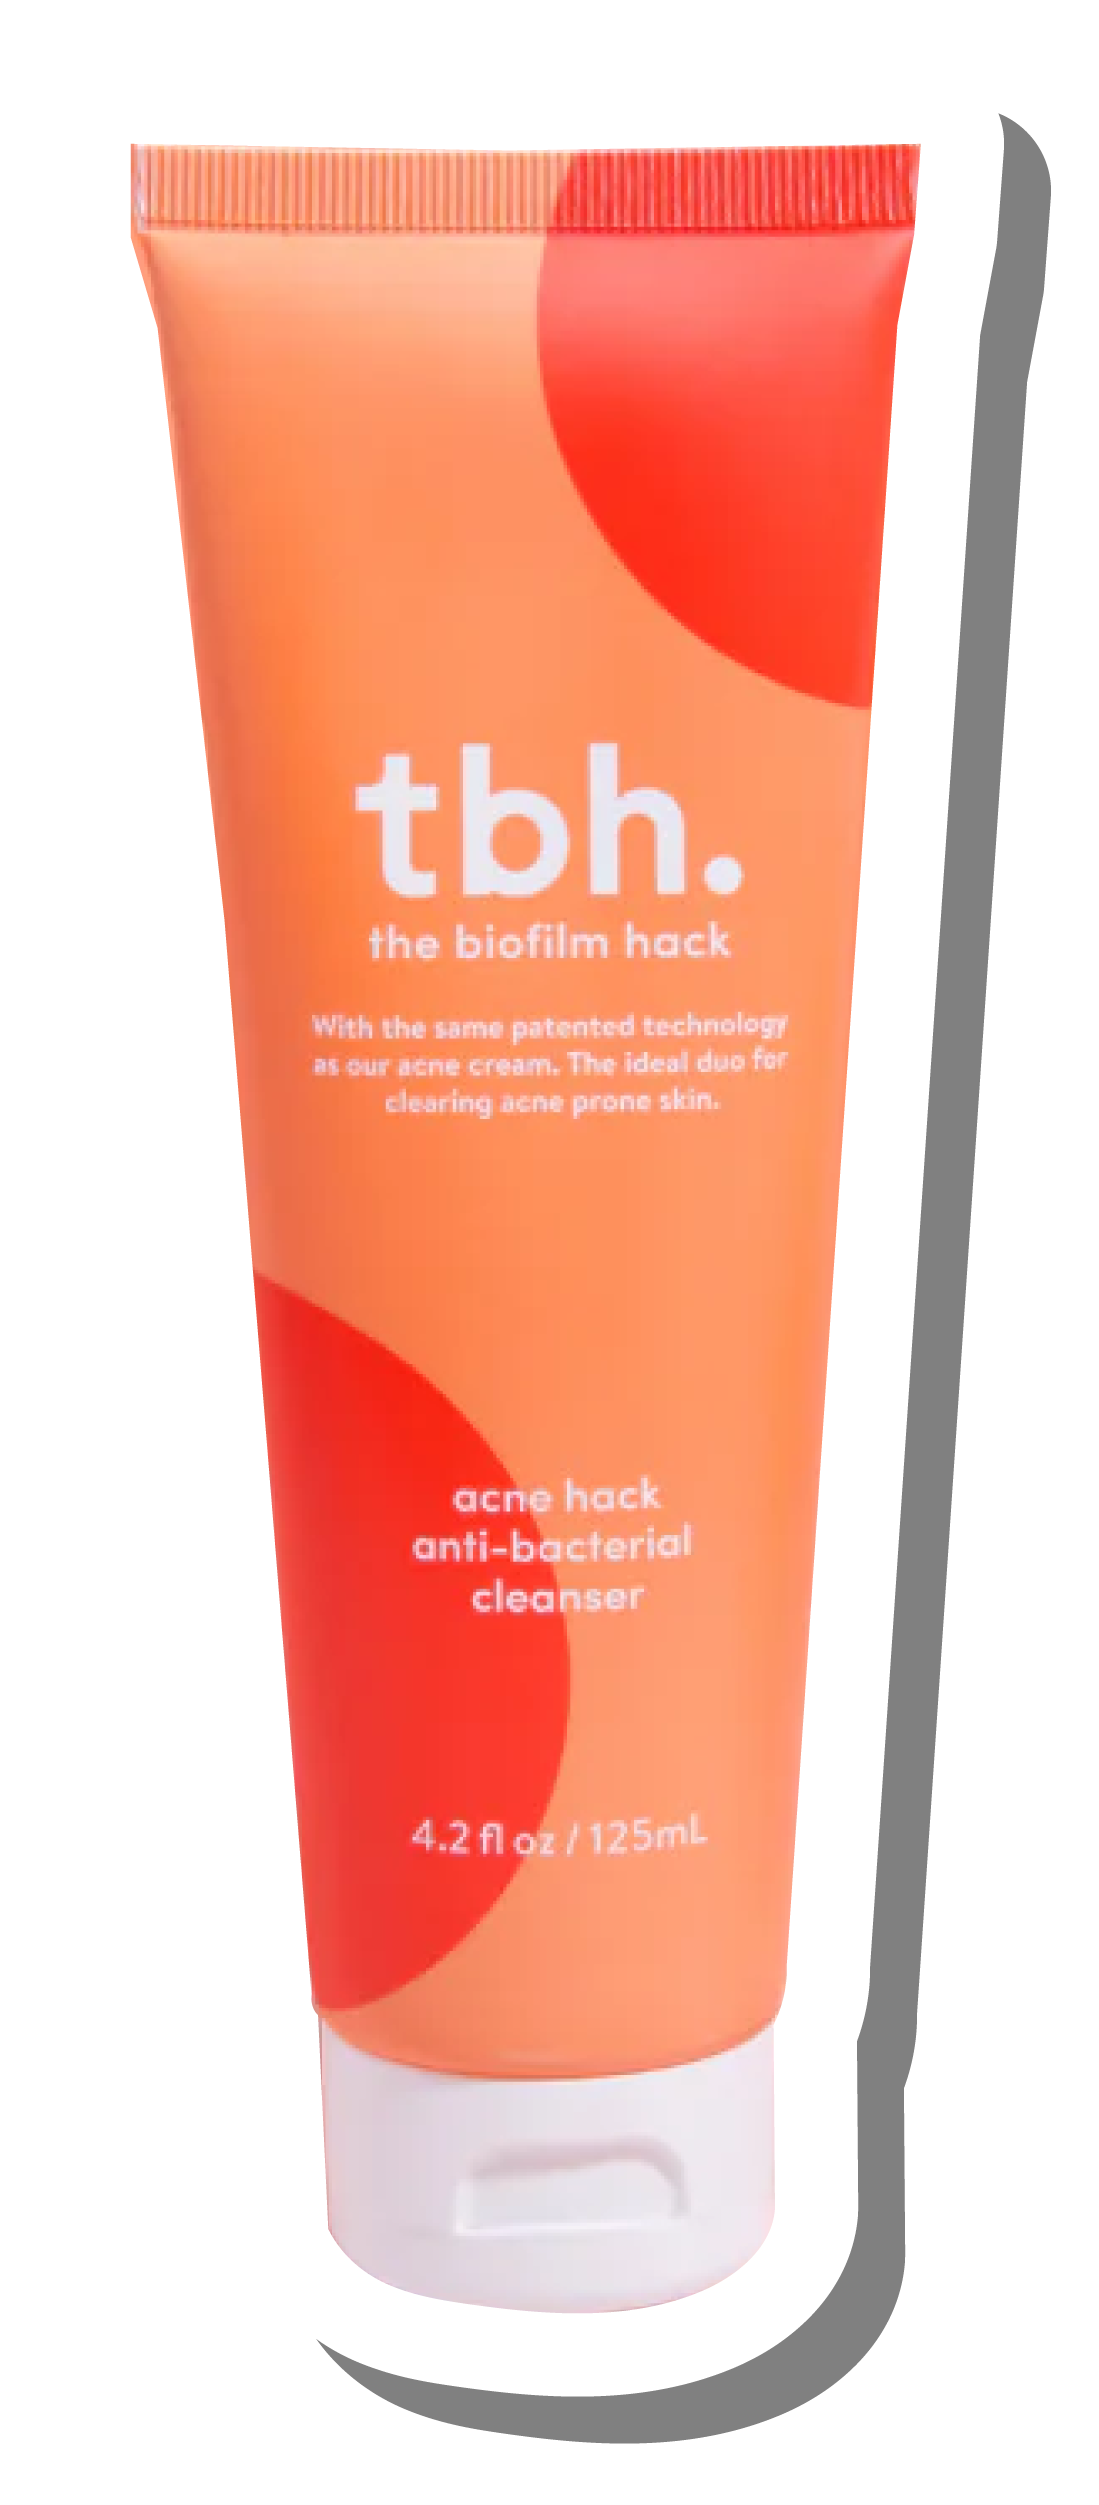 tbh.
the biofilm hack
With the same patented technology
as our acne cream. The ideal duo for
clearing acne prone skin.
acne hack
anti-bacterial
cleanser
4.2 fl oz / 125mL